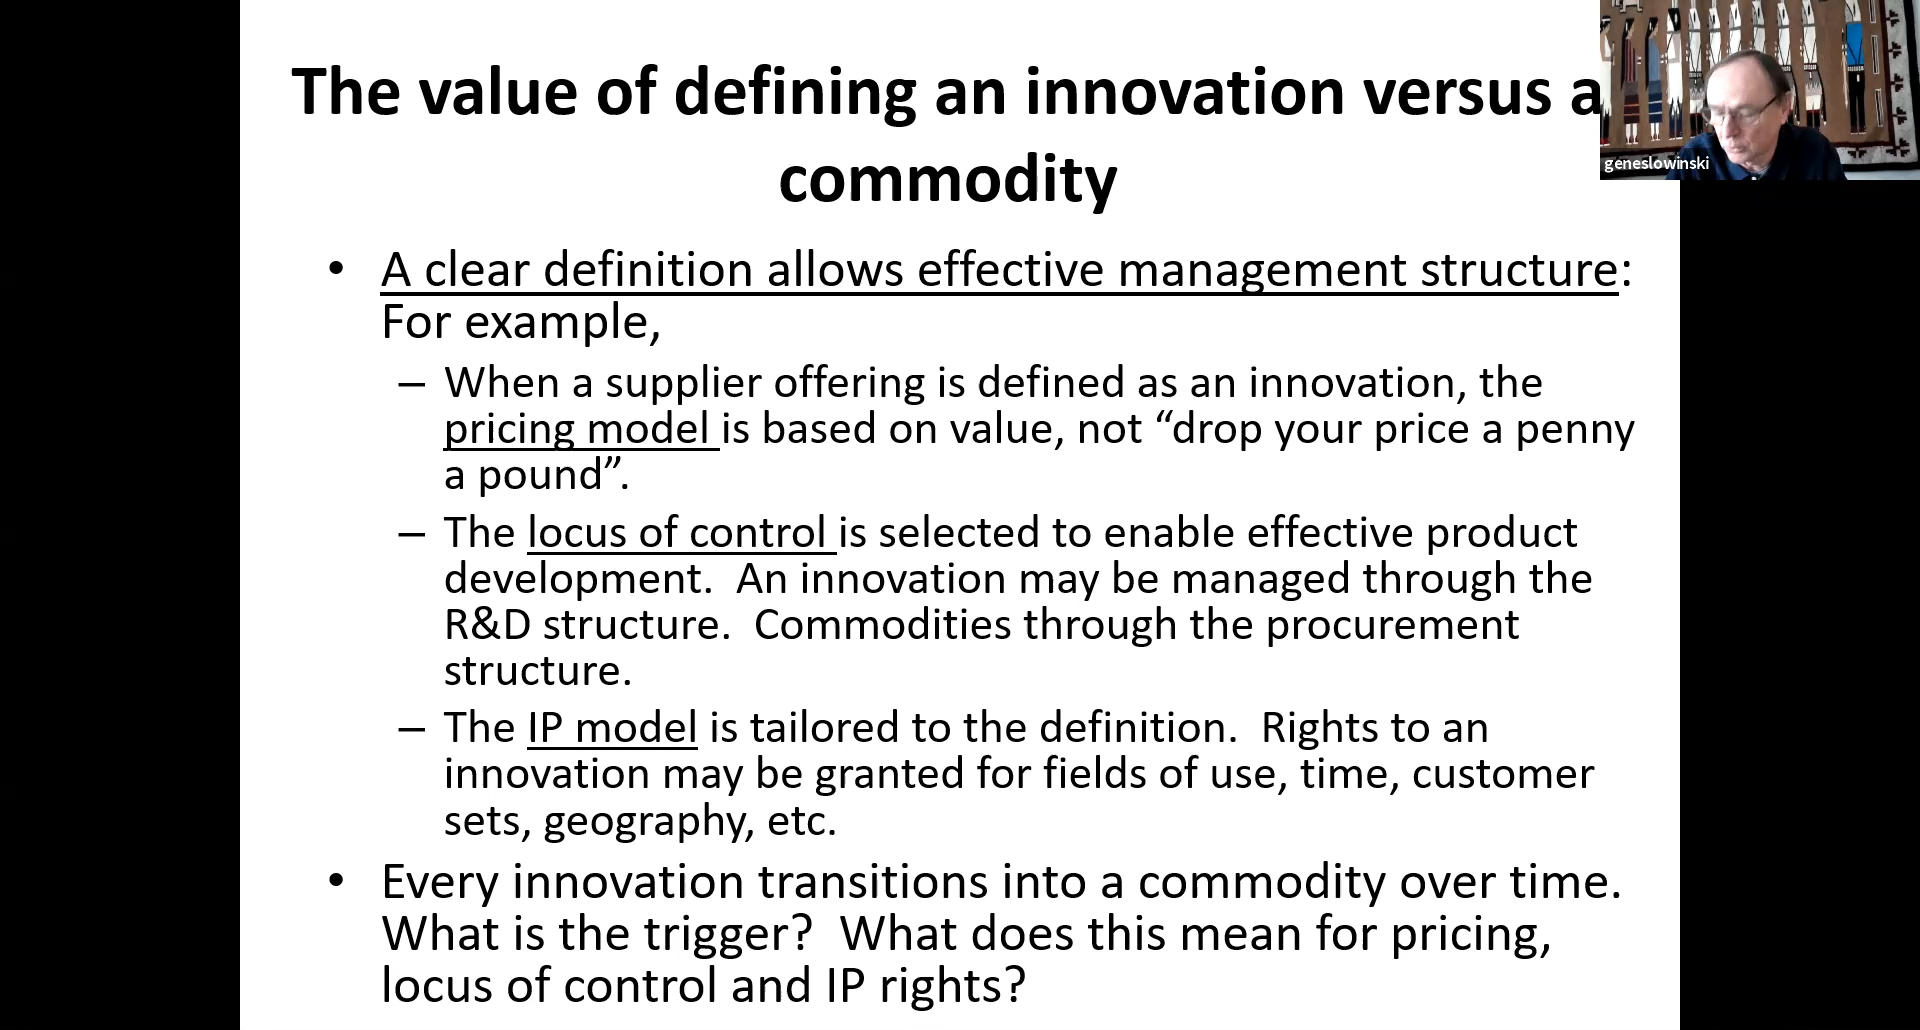 The value of defining an innovation versus a
commodity
geneslowinski
• A clear definition allows effective management structure:
For example,
– When a supplier offering is defined as an innovation, the
pricing model is based on value, not “drop your price a penny
a pound”.
– The locus of control is selected to enable effective product
development.  An innovation may be managed through the
R&D structure.  Commodities through the procurement
structure.
– The IP model is tailored to the definition.  Rights to an
innovation may be granted for fields of use, time, customer
sets, geography, etc.
• Every innovation transitions into a commodity over time.
What is the trigger?  What does this mean for pricing,
locus of control and IP rights?